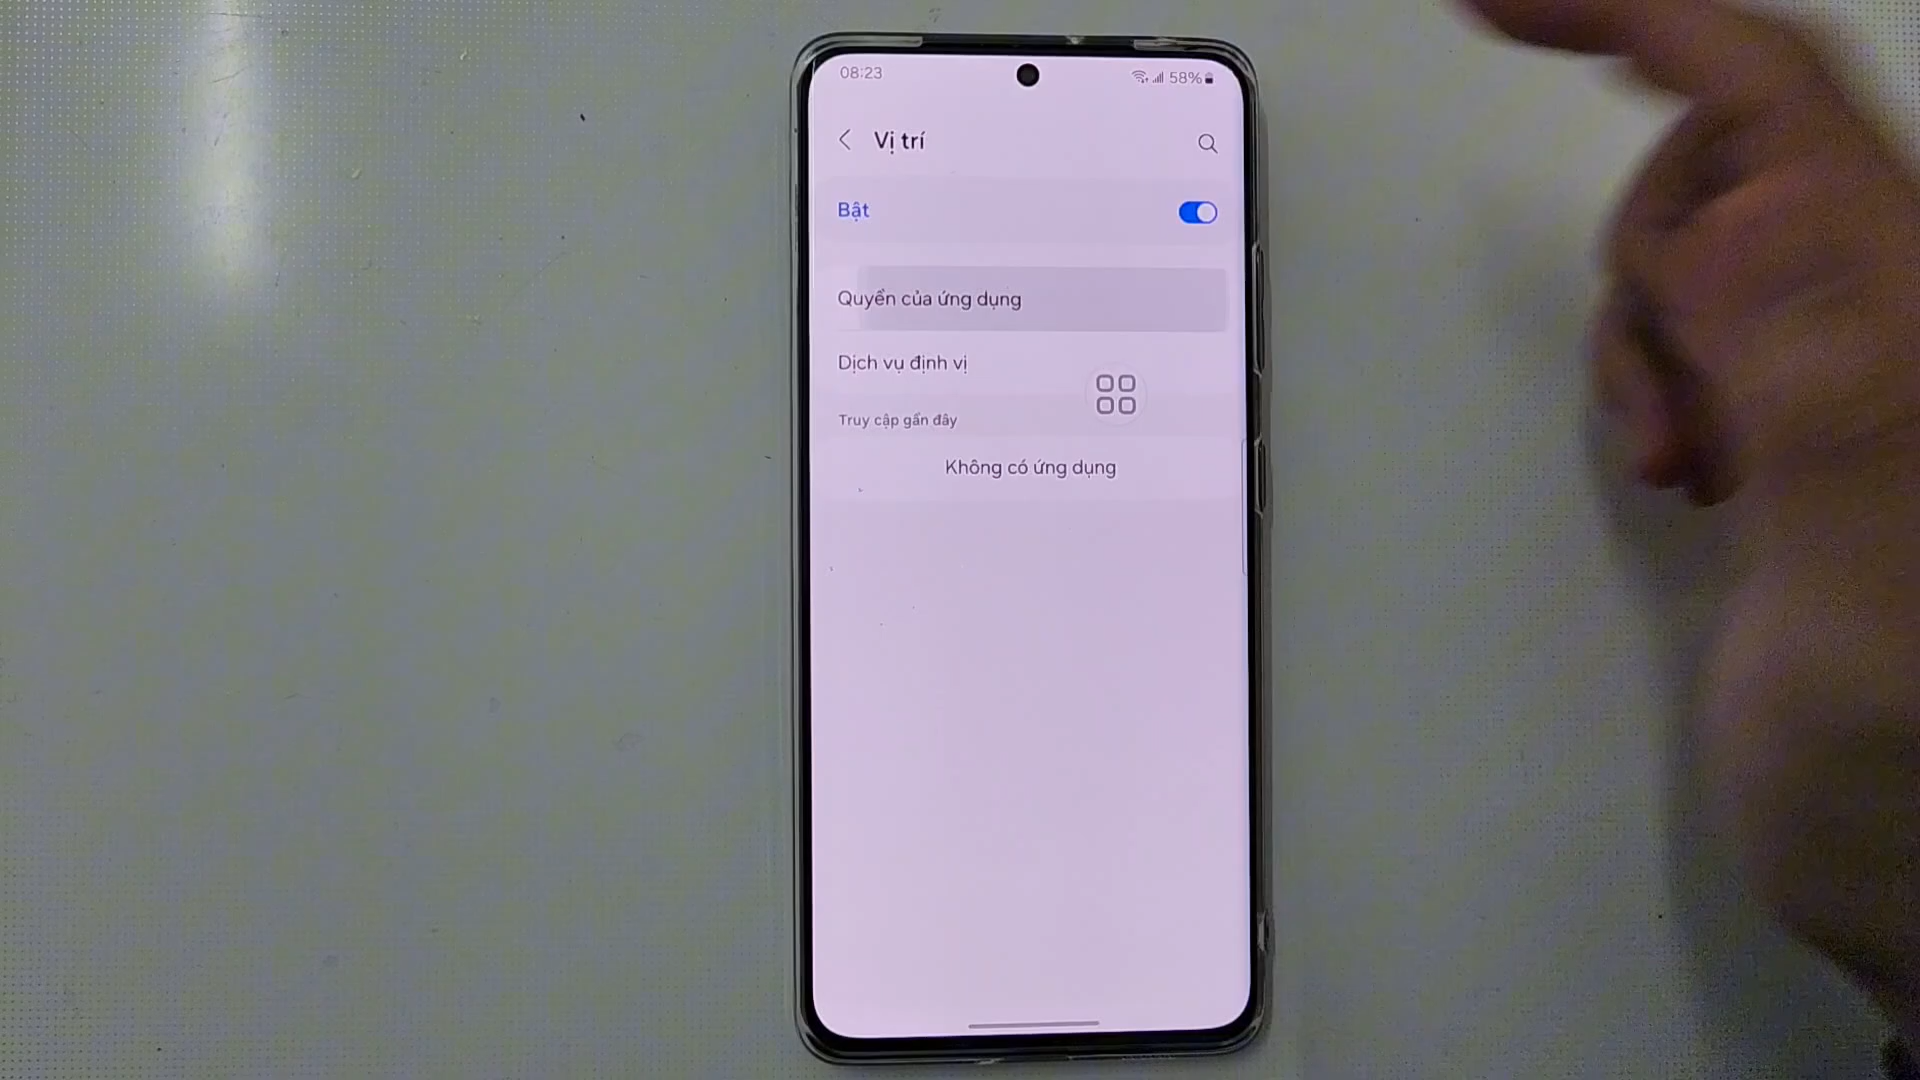 08:23
58%
Vị trí
Bật
Quyền của ứng dụng
Dịch vụ định vị
Truy cập gần đây
Không có ứng dụng